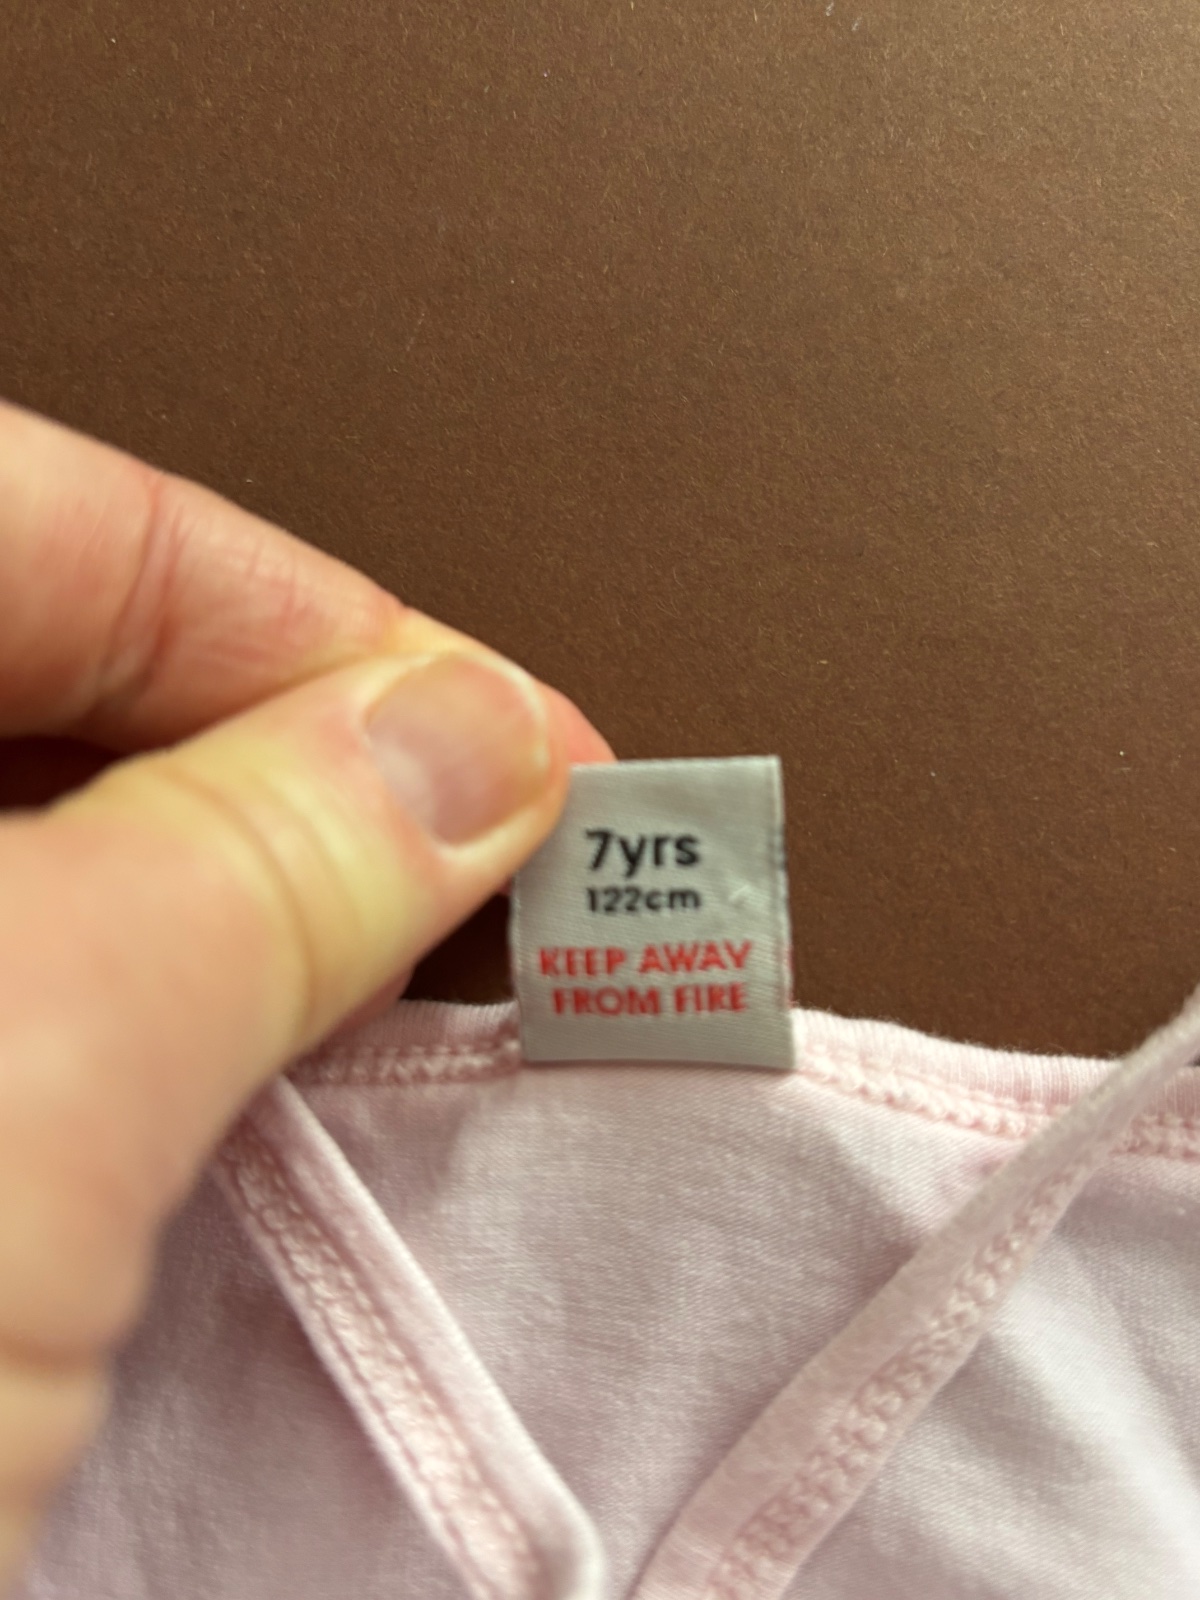 7yrs
122cm
KEEP AWAY
FROM FIRE